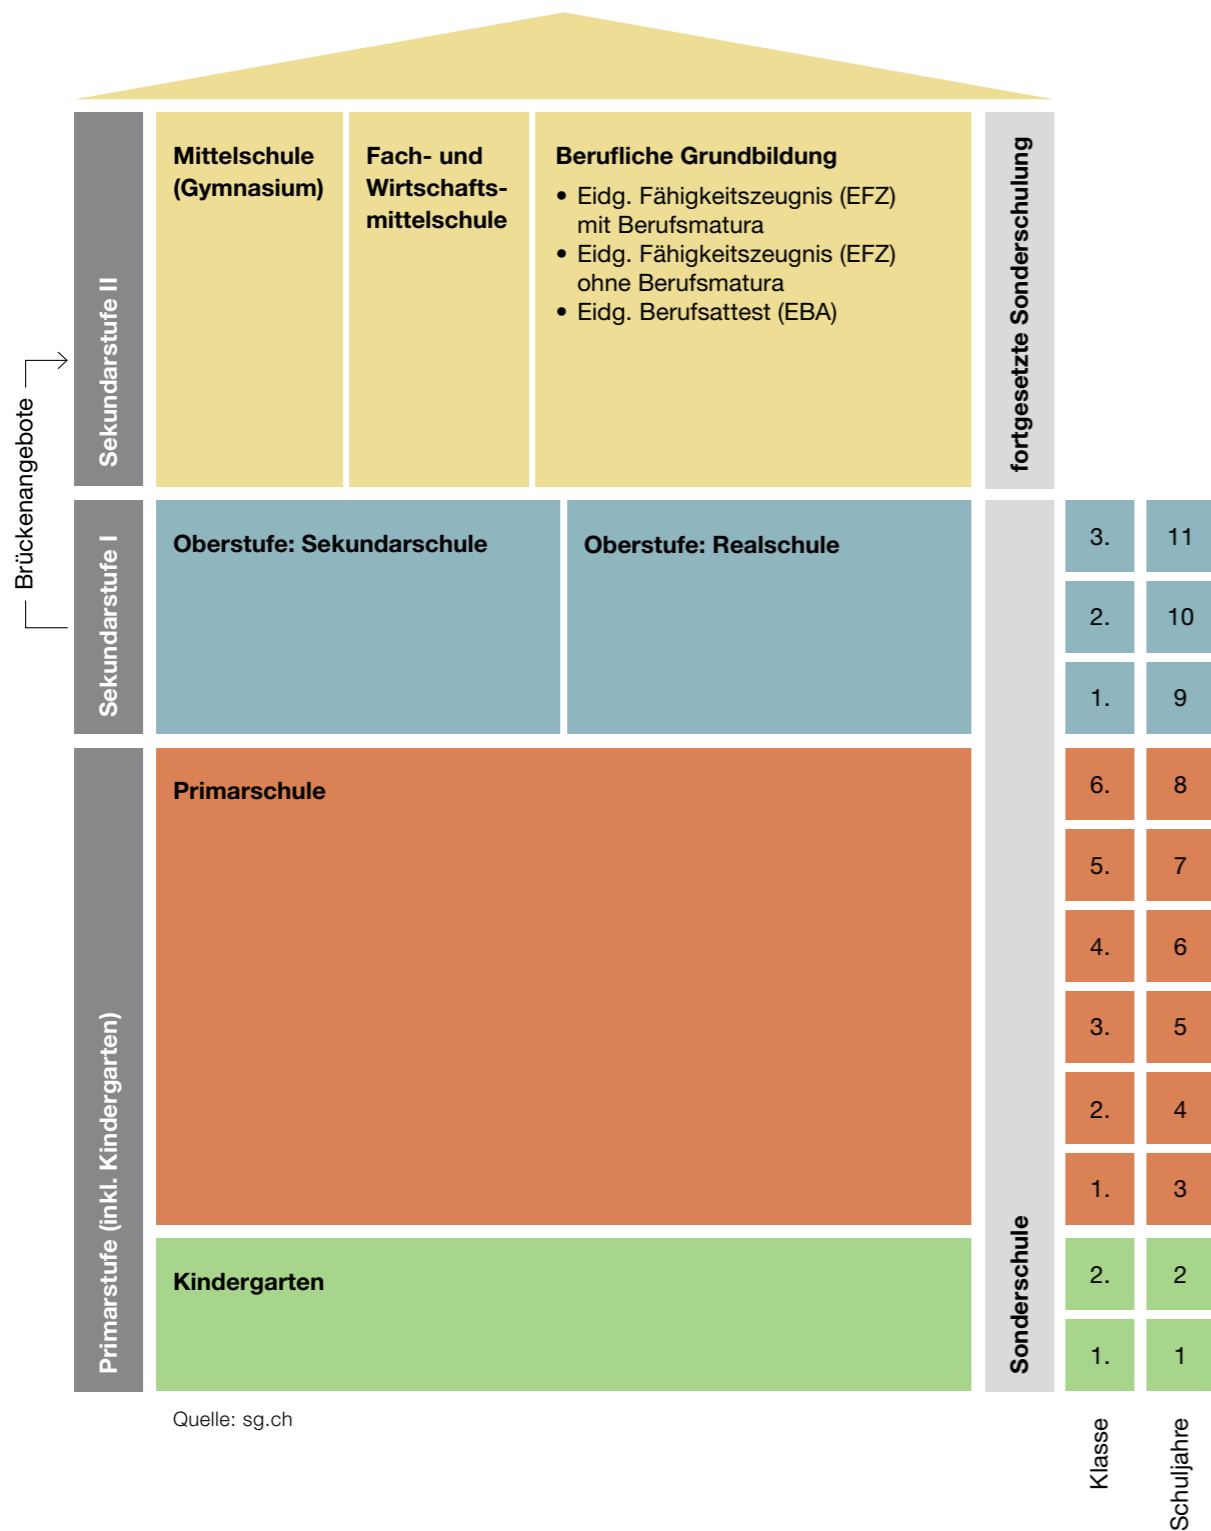 Brückenangebote
Sekundarstufe II
Mittelschule
(Gymnasium)
Fach- und
Wirtschafts-
mittelschule
Berufliche Grundbildung
• Eidg. Fähigkeitszeugnis (EFZ)
mit Berufsmatura
• Eidg. Fähigkeitszeugnis (EFZ)
ohne Berufsmatura
• Eidg. Berufsattest (EBA)
fortgesetzte Sonderschulung
Sekundarstufe I
Oberstufe: Sekundarschule
Oberstufe: Realschule
3. 11
2. 10
1. 9
Primarstufe (inkl. Kindergarten)
Primarschule
6. 8
5. 7
4. 6
3. 5
2. 4
1. 3
Kindergarten
Sonderschule
2. 2
1. 1
Quelle: sg.ch
Klasse
Schuljahre